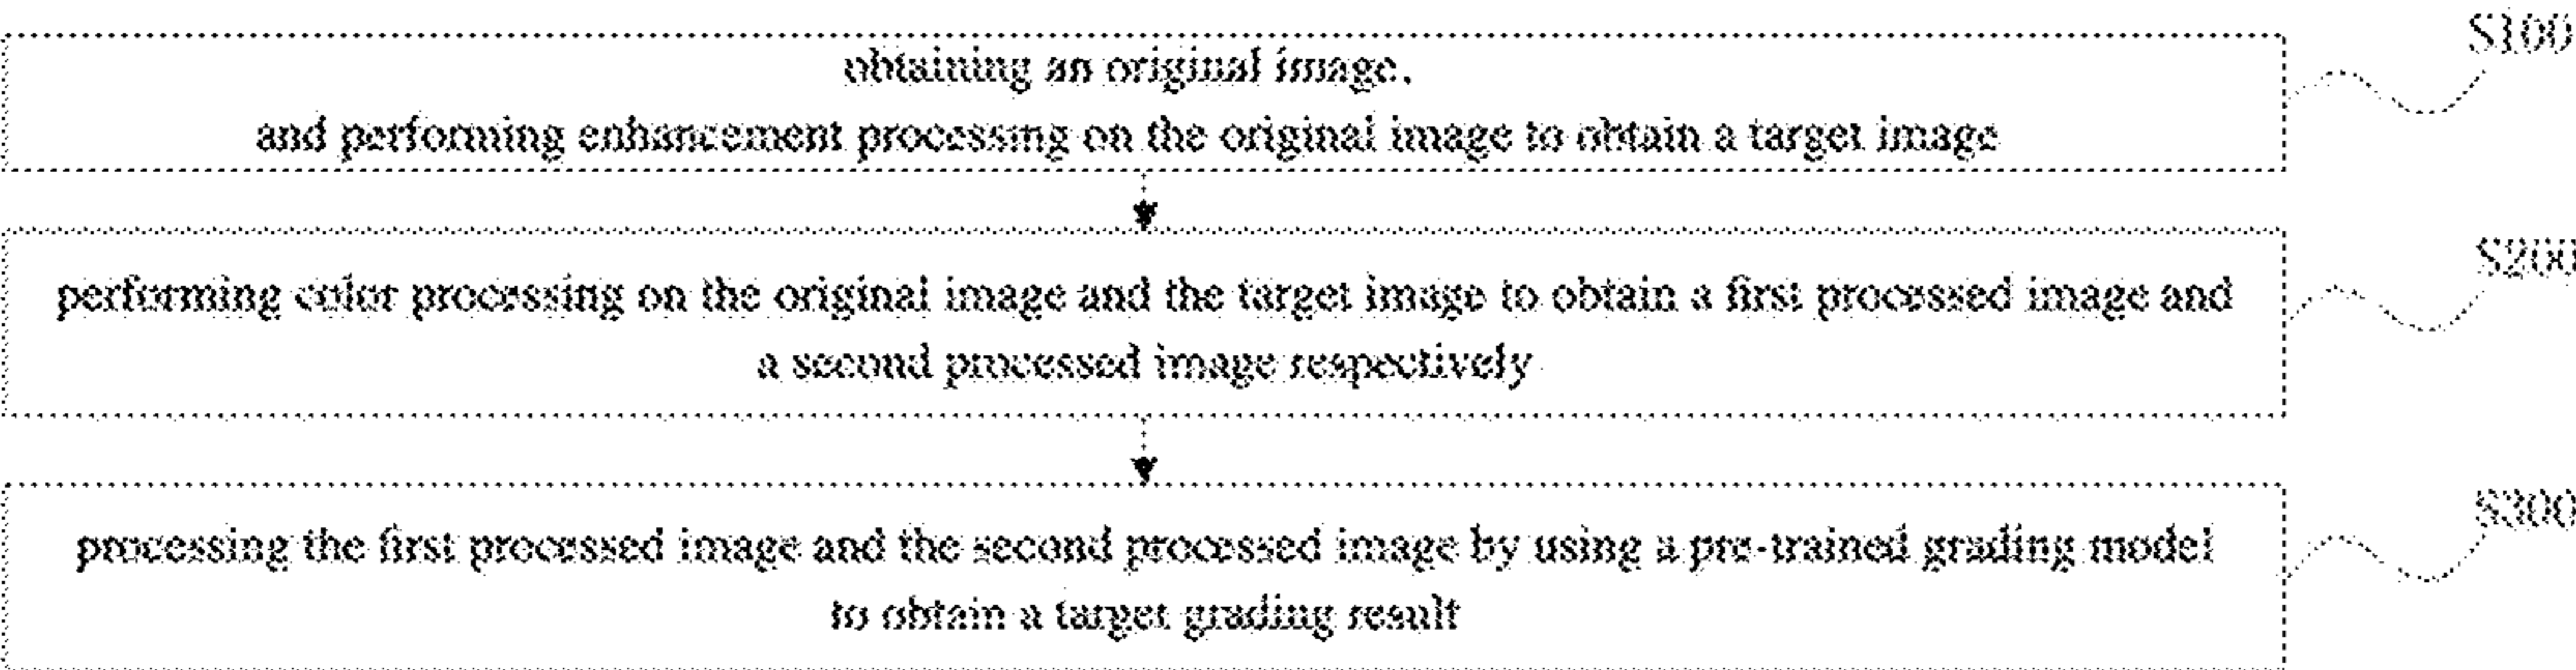 S100
obtaining an original image,
and performing enhancement processing on the original image to obtain a target image
S200
performing color processing on the original image and the target image to obtain a first processed image and
a second processed image respectively
S300
processing the first processed image and the second processed image by using a pre-trained grading model
to obtain a target grading result